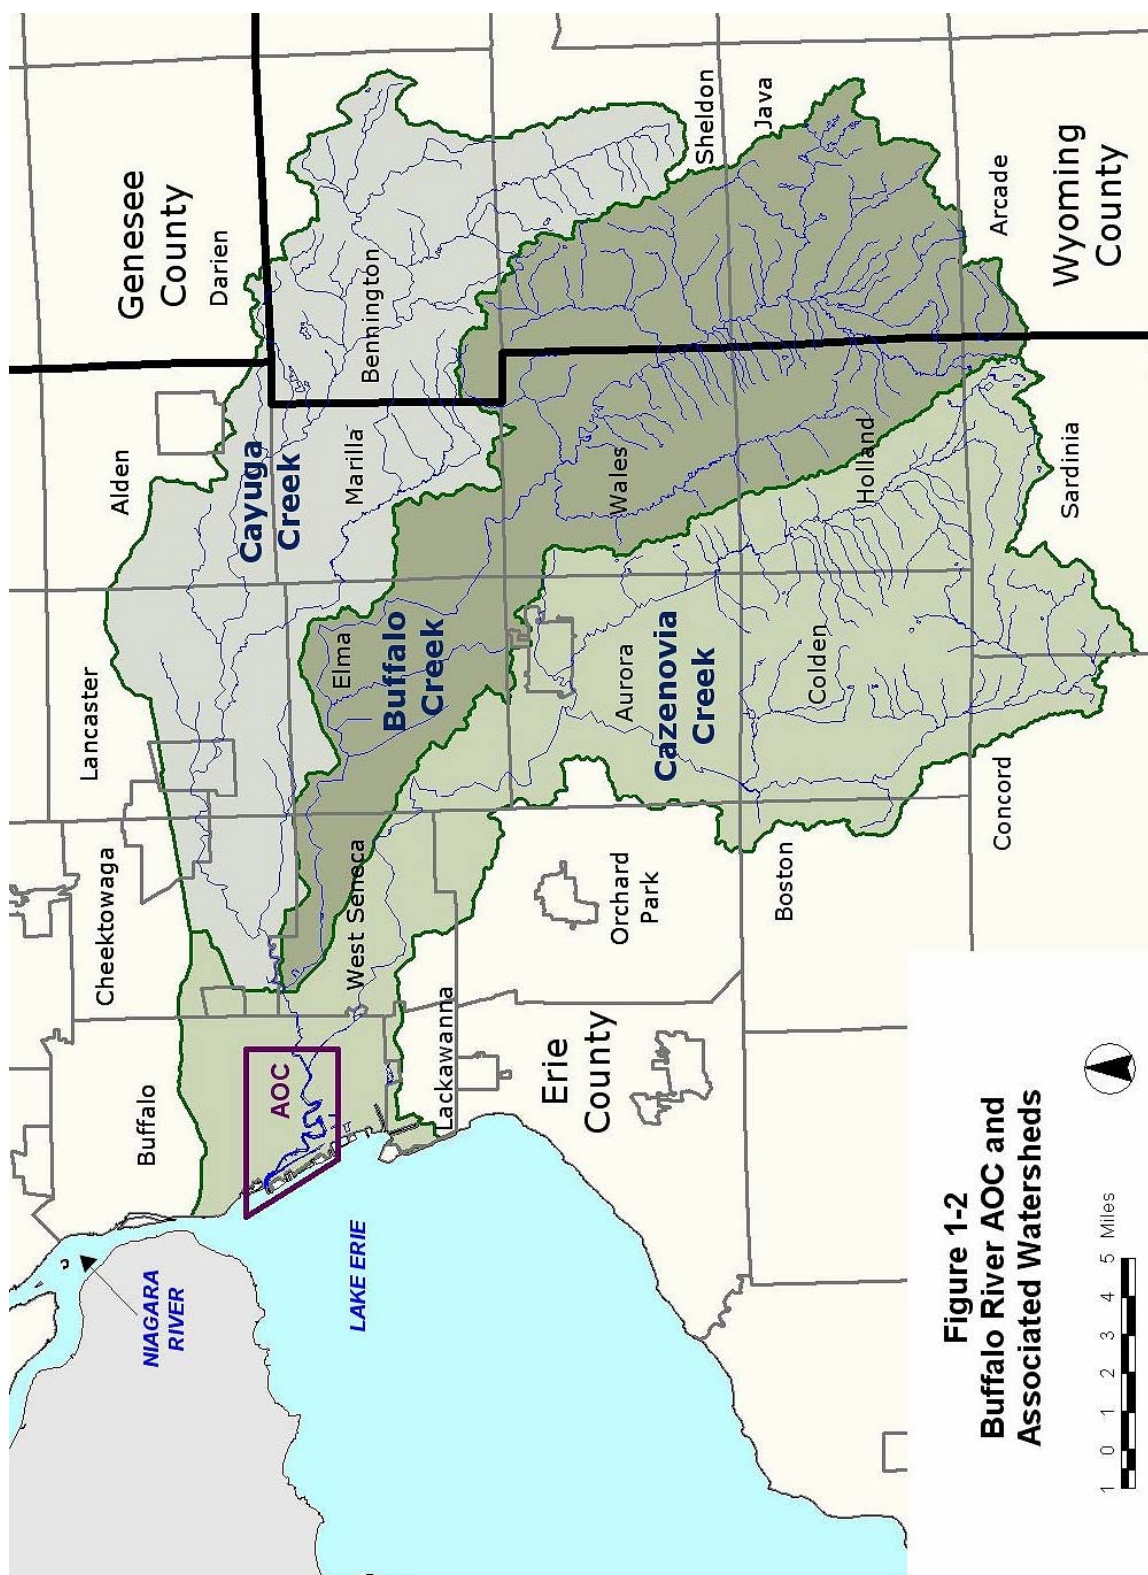 Genesee
County
Darien
Alden
Lancaster
Cheektowaga
Buffalo
NIAGARA
RIVER
Cayuga
Creek
Bennington
Marilla
Elma
Buffalo
Creek
West Seneca
AOC
LAKE ERIE
Lackawanna
Sheldon
Java
Wales
Holland
Aurora
Cazenovia
Creek
Colden
Orchard
Park
Erie
County
Boston
Arcade
Wyoming
County
Sardinia
Concord
Figure 1-2
Buffalo River AOC and
Associated Watersheds
1 0 1 2 3 4 5 Miles